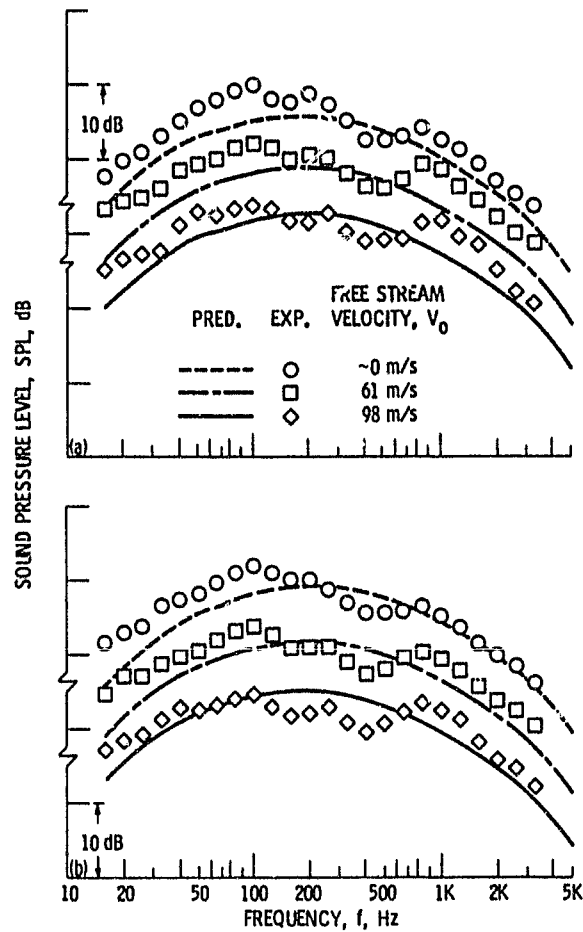 SOUND PRESSURE LEVEL, SPL, dB
10 dB
FREE STREAM
PRED. EXP. VELOCITY, V0
~0 m/s
61 m/s
98 m/s
(a)
10 dB
(b)
10 20 50 100 200 500 1K 2K 5K
FREQUENCY, f, Hz